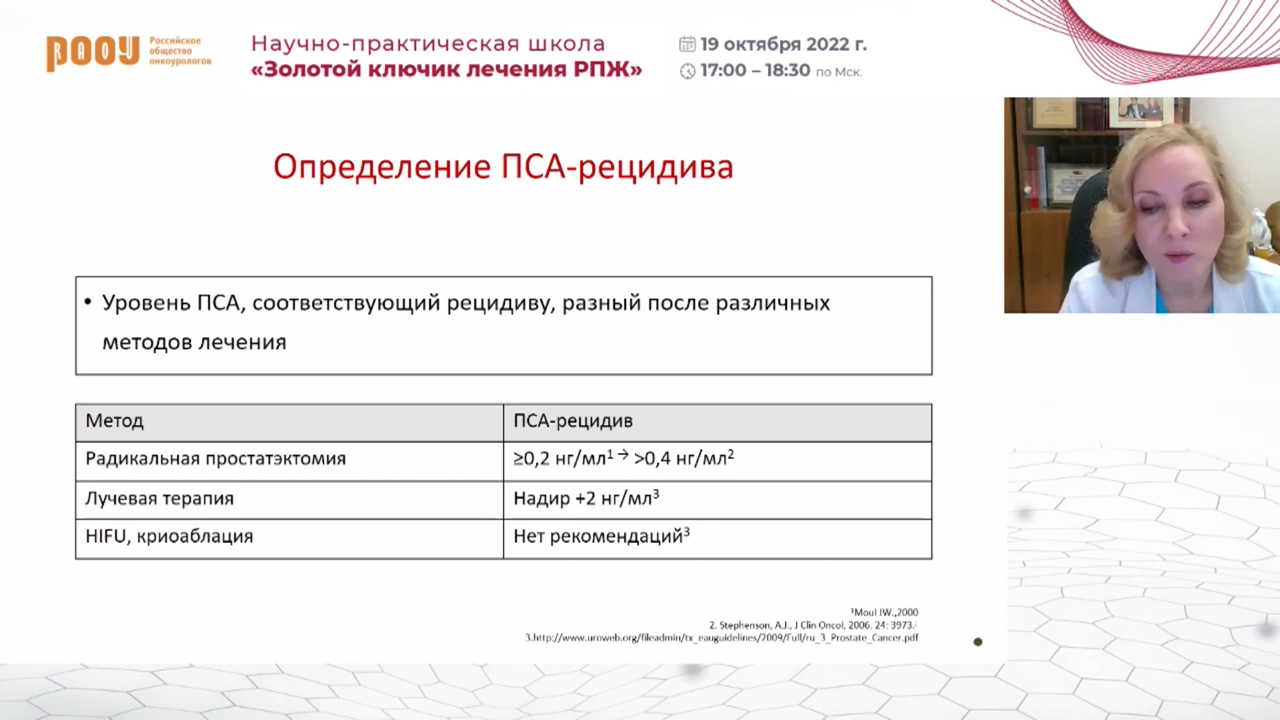 РАОУ
Российское
общество
онкоурологов
Научно-практическая школа
«Золотой ключик лечения РПЖ»
19 октября 2022 г.
17:00 – 18:30 по Мск.
Определение ПСА-рецидива
• Уровень ПСА, соответствующий рецидиву, разный после различных
методов лечения
Метод ПСА-рецидив
Радикальная простатэктомия ≥0,2 нг/мл¹ → >0,4 нг/мл²
Лучевая терапия Надир +2 нг/мл³
HIFU, криоаблация Нет рекомендаций³
¹Moul JW.,2000
2. Stephenson, A.J., J Clin Oncol, 2006. 24: 3973.
3.http://www.uroweb.org/fileadmin/tx_eauguidelines/2009/Full/ru_3_Prostate_Cancer.pdf